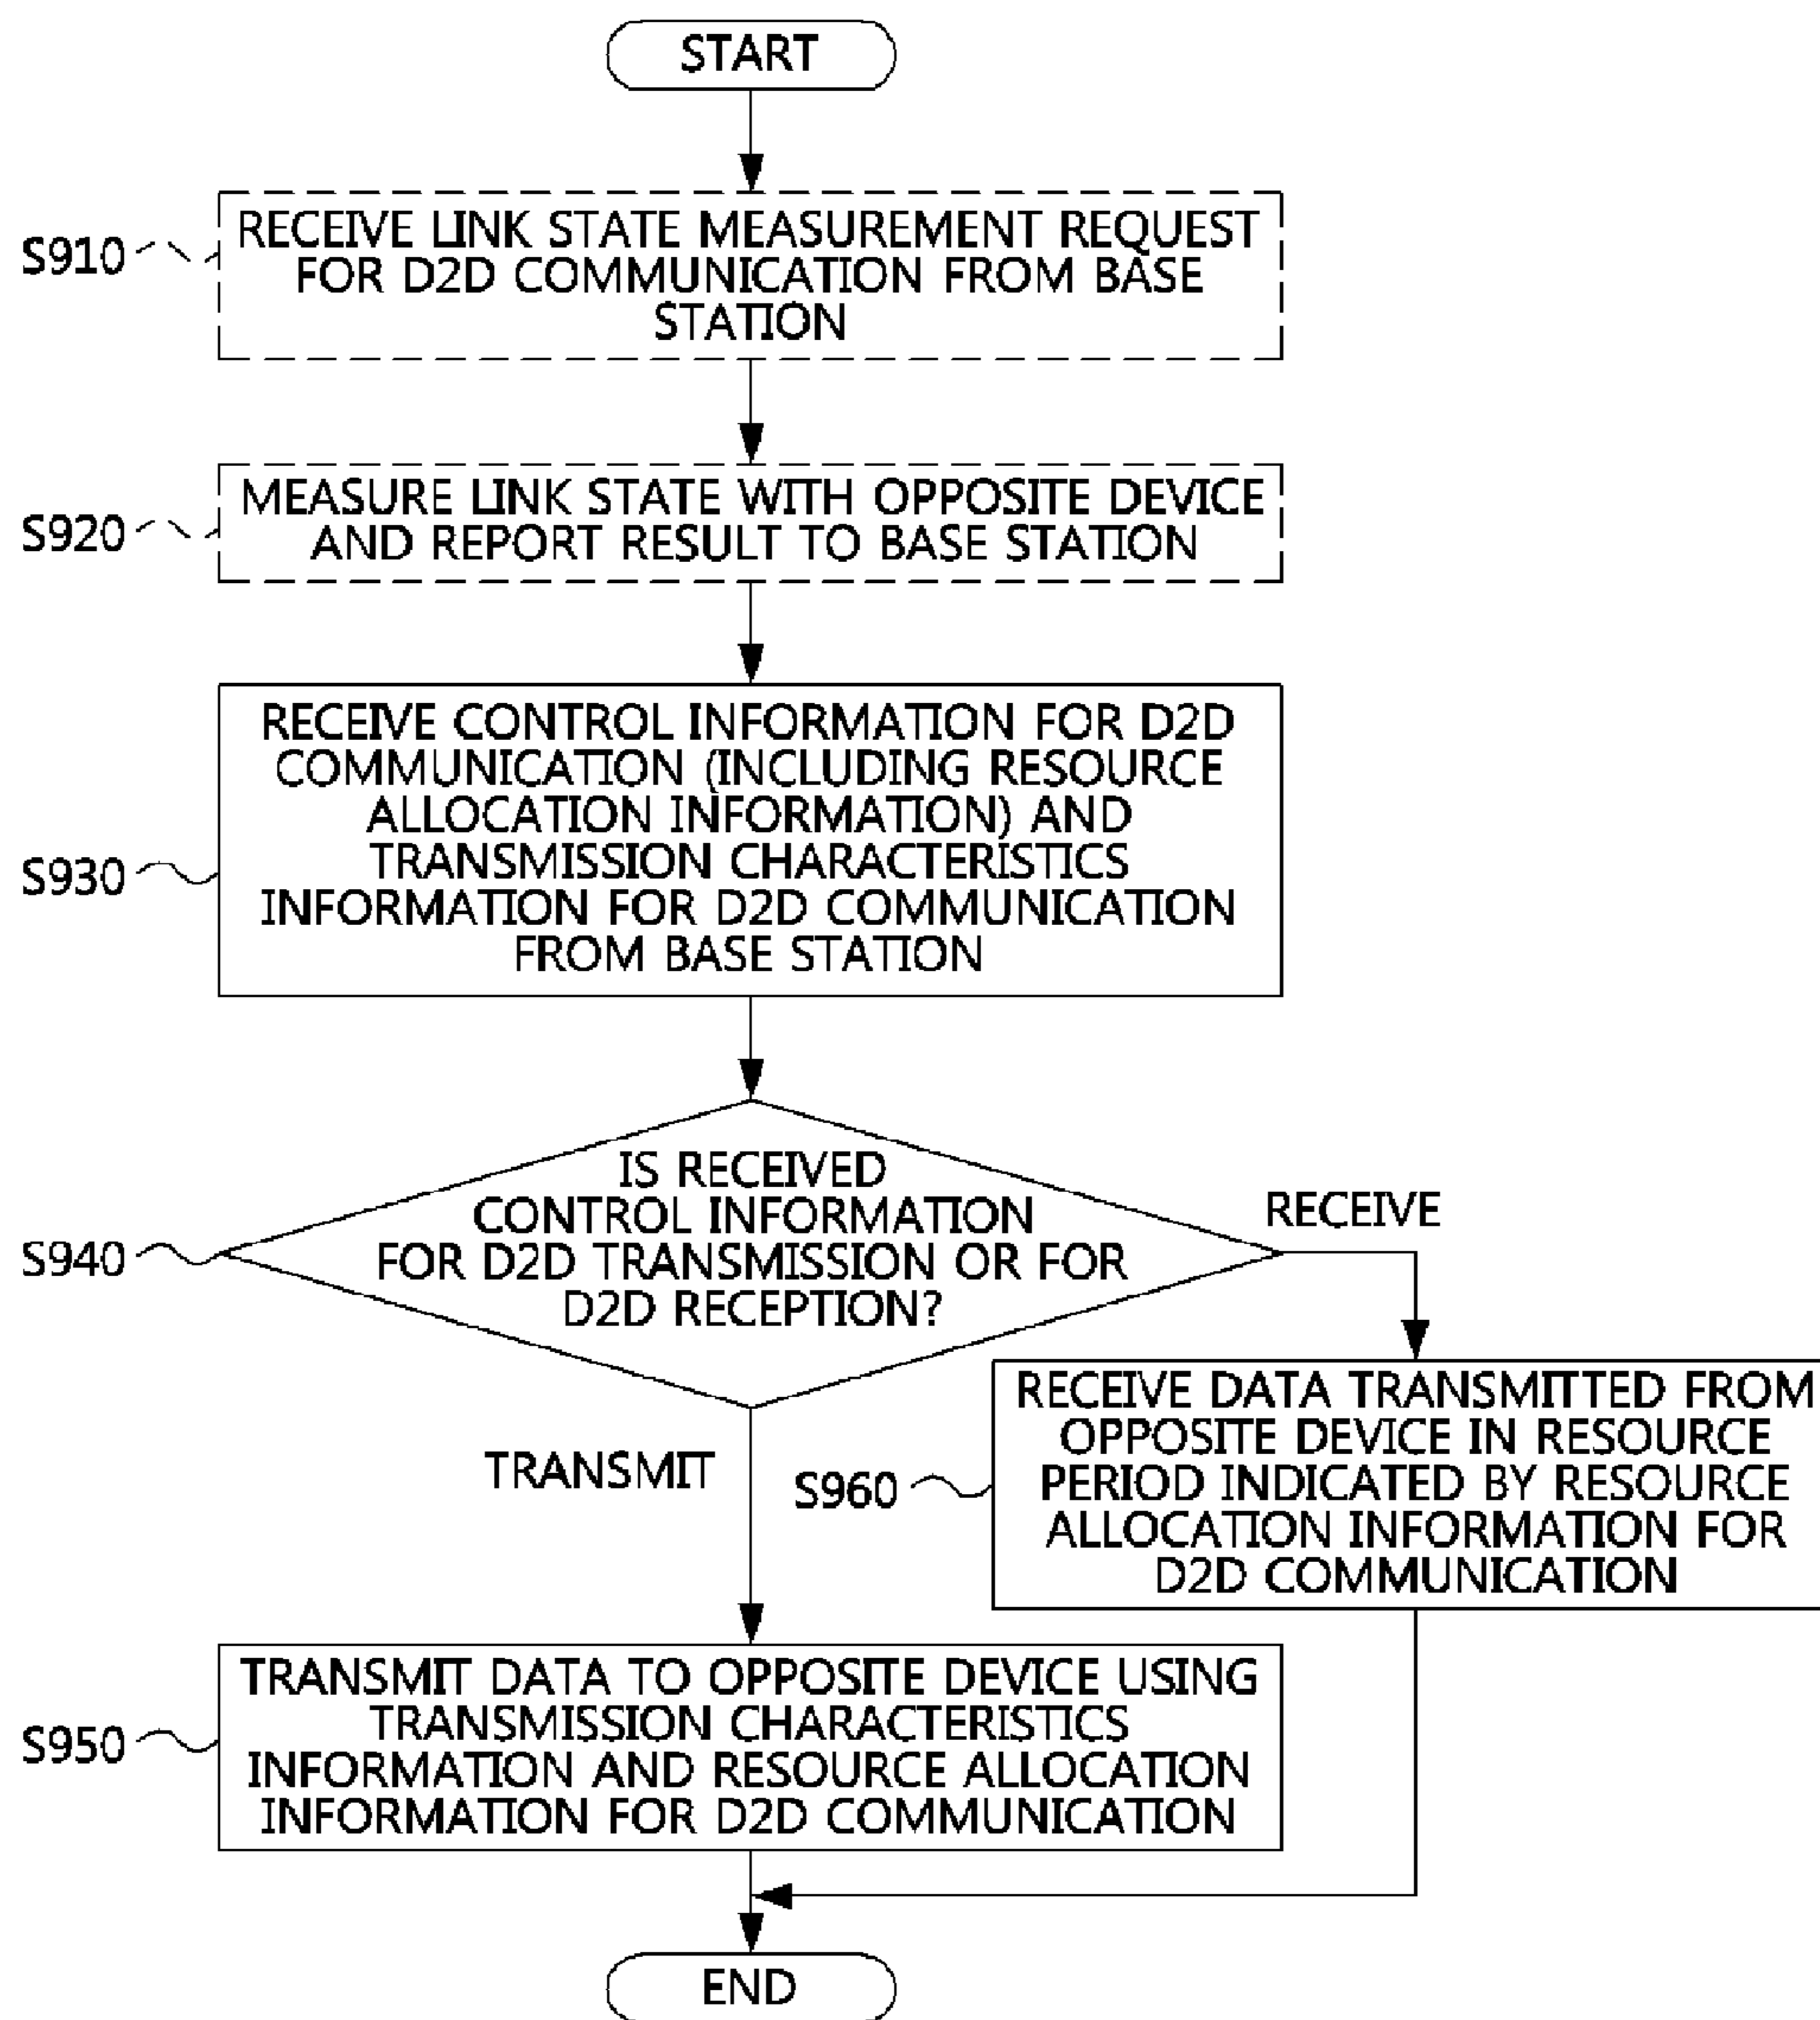 START
S910
RECEIVE LINK STATE MEASUREMENT REQUEST
FOR D2D COMMUNICATION FROM BASE
STATION
S920
MEASURE LINK STATE WITH OPPOSITE DEVICE
AND REPORT RESULT TO BASE STATION
S930
RECEIVE CONTROL INFORMATION FOR D2D
COMMUNICATION (INCLUDING RESOURCE
ALLOCATION INFORMATION) AND
TRANSMISSION CHARACTERISTICS
INFORMATION FOR D2D COMMUNICATION
FROM BASE STATION
S940
IS RECEIVED
CONTROL INFORMATION
FOR D2D TRANSMISSION OR FOR
D2D RECEPTION?
RECEIVE
TRANSMIT
S960
RECEIVE DATA TRANSMITTED FROM
OPPOSITE DEVICE IN RESOURCE
PERIOD INDICATED BY RESOURCE
ALLOCATION INFORMATION FOR
D2D COMMUNICATION
S950
TRANSMIT DATA TO OPPOSITE DEVICE USING
TRANSMISSION CHARACTERISTICS
INFORMATION AND RESOURCE ALLOCATION
INFORMATION FOR D2D COMMUNICATION
END